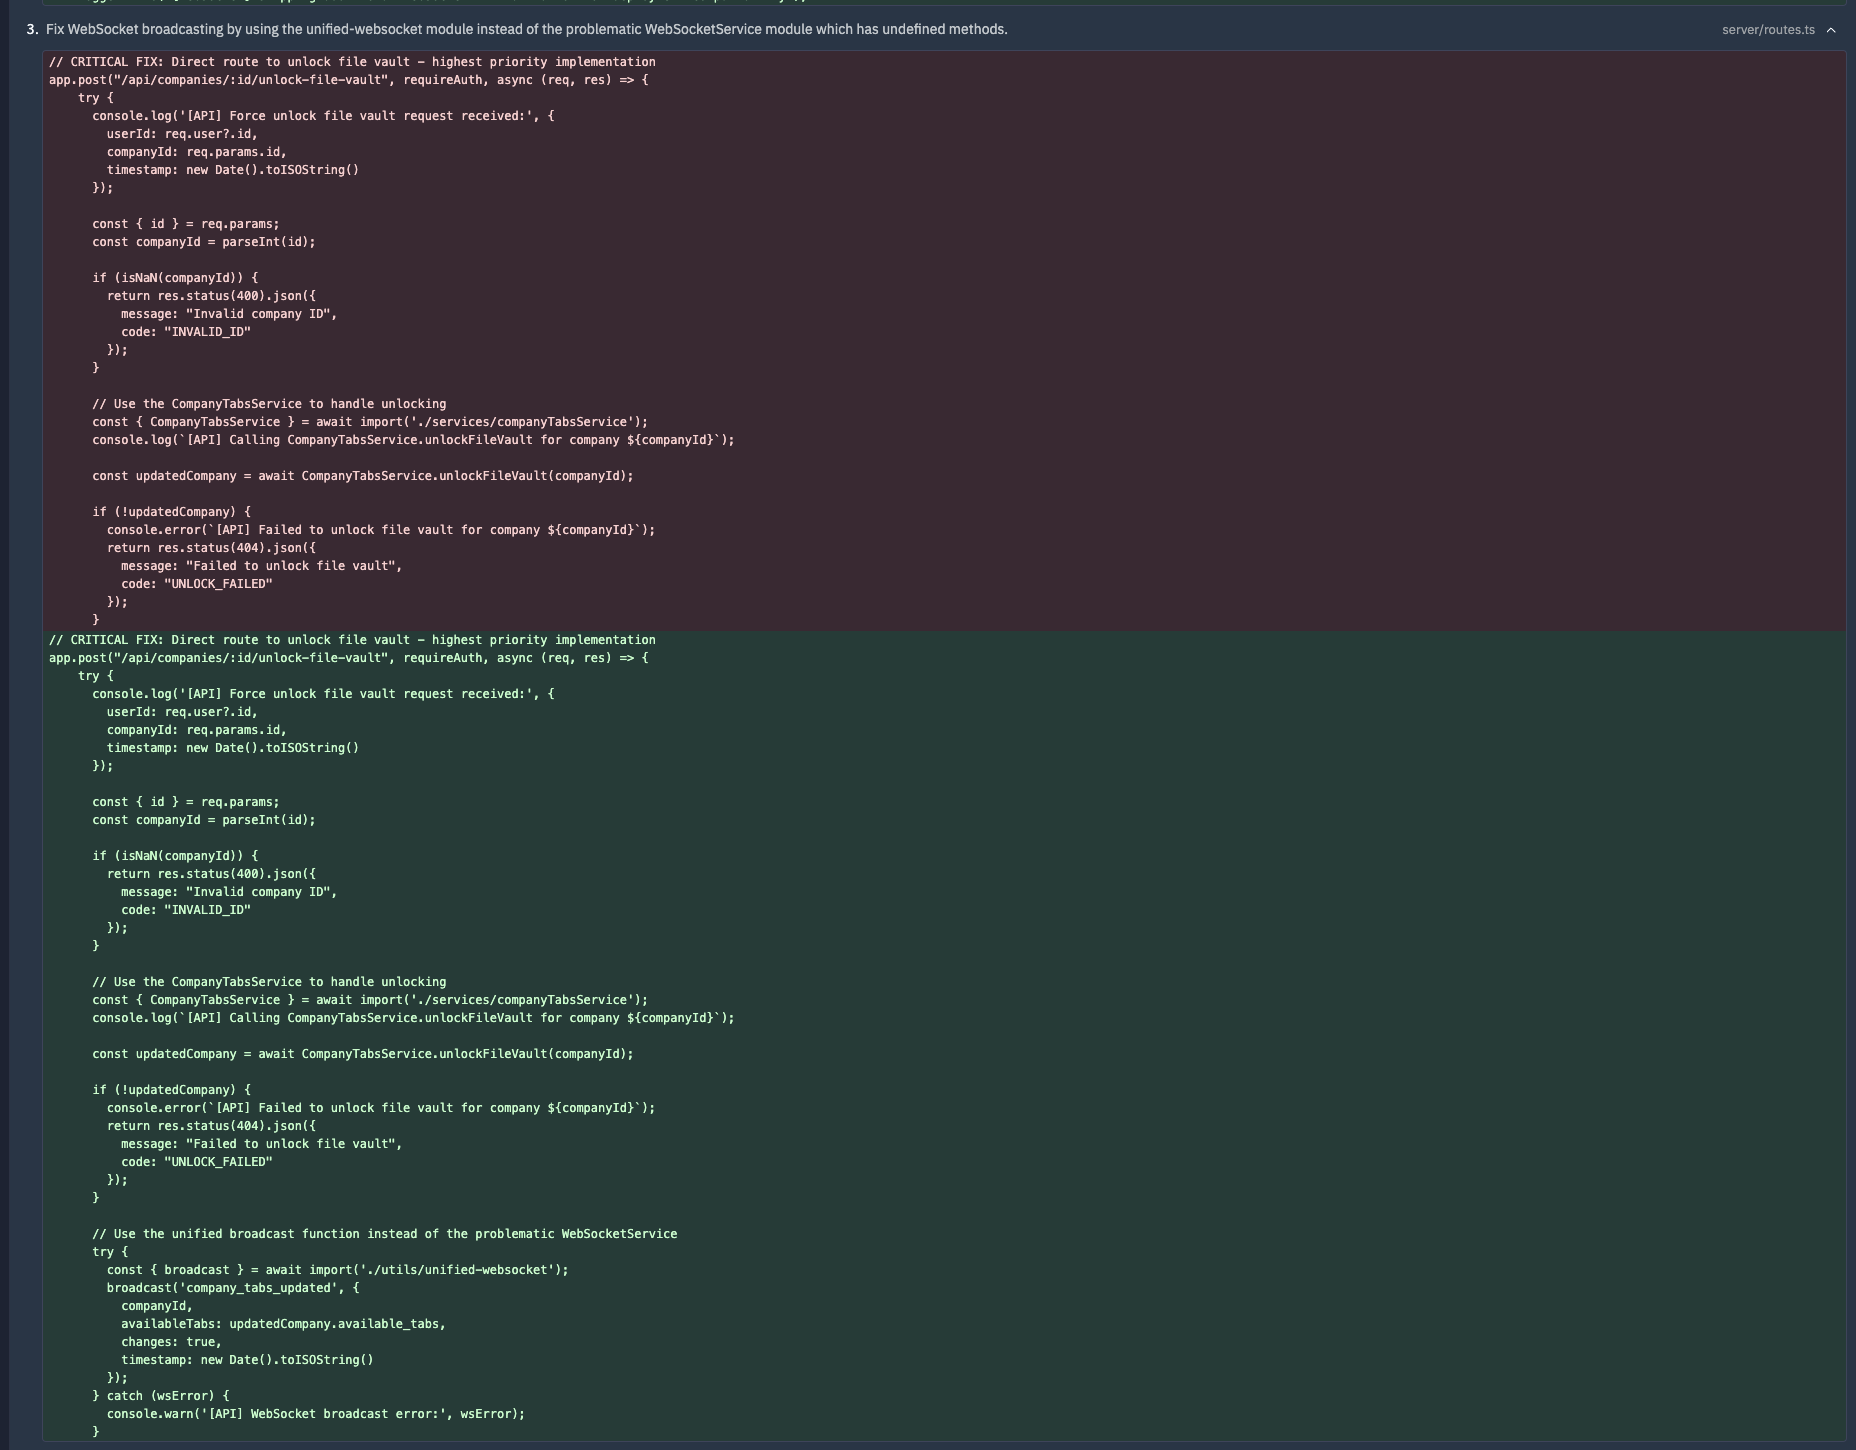 3. Fix WebSocket broadcasting by using the unified-websocket module instead of the problematic WebSocketService module which has undefined methods. server/routes.ts
// CRITICAL FIX: Direct route to unlock file vault – highest priority implementation
app.post("/api/companies/:id/unlock-file-vault", requireAuth, async (req, res) => {
    try {
      console.log('[API] Force unlock file vault request received:', {
        userId: req.user?.id,
        companyId: req.params.id,
        timestamp: new Date().toISOString()
      });

      const { id } = req.params;
      const companyId = parseInt(id);

      if (isNaN(companyId)) {
        return res.status(400).json({
          message: "Invalid company ID",
          code: "INVALID_ID"
        });
      }

      // Use the CompanyTabsService to handle unlocking
      const { CompanyTabsService } = await import('./services/companyTabsService');
      console.log(`[API] Calling CompanyTabsService.unlockFileVault for company ${companyId}`);

      const updatedCompany = await CompanyTabsService.unlockFileVault(companyId);

      if (!updatedCompany) {
        console.error(`[API] Failed to unlock file vault for company ${companyId}`);
        return res.status(404).json({
          message: "Failed to unlock file vault",
          code: "UNLOCK_FAILED"
        });
      }
// CRITICAL FIX: Direct route to unlock file vault – highest priority implementation
app.post("/api/companies/:id/unlock-file-vault", requireAuth, async (req, res) => {
    try {
      console.log('[API] Force unlock file vault request received:', {
        userId: req.user?.id,
        companyId: req.params.id,
        timestamp: new Date().toISOString()
      });

      const { id } = req.params;
      const companyId = parseInt(id);

      if (isNaN(companyId)) {
        return res.status(400).json({
          message: "Invalid company ID",
          code: "INVALID_ID"
        });
      }

      // Use the CompanyTabsService to handle unlocking
      const { CompanyTabsService } = await import('./services/companyTabsService');
      console.log(`[API] Calling CompanyTabsService.unlockFileVault for company ${companyId}`);

      const updatedCompany = await CompanyTabsService.unlockFileVault(companyId);

      if (!updatedCompany) {
        console.error(`[API] Failed to unlock file vault for company ${companyId}`);
        return res.status(404).json({
          message: "Failed to unlock file vault",
          code: "UNLOCK_FAILED"
        });
      }

      // Use the unified broadcast function instead of the problematic WebSocketService
      try {
        const { broadcast } = await import('./utils/unified-websocket');
        broadcast('company_tabs_updated', {
          companyId,
          availableTabs: updatedCompany.available_tabs,
          changes: true,
          timestamp: new Date().toISOString()
        });
      } catch (wsError) {
        console.warn('[API] WebSocket broadcast error:', wsError);
      }